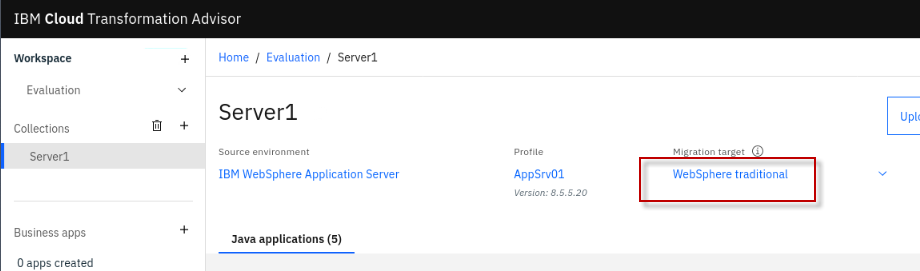 IBM Cloud Transformation Advisor
Workspace +
Evaluation
Collections +
Server1
Business apps +
0 apps created
Home / Evaluation / Server1
Server1
Uplo
Source environment
IBM WebSphere Application Server
Profile
AppSrv01
Version: 8.5.5.20
Migration target
WebSphere traditional
Java applications (5)